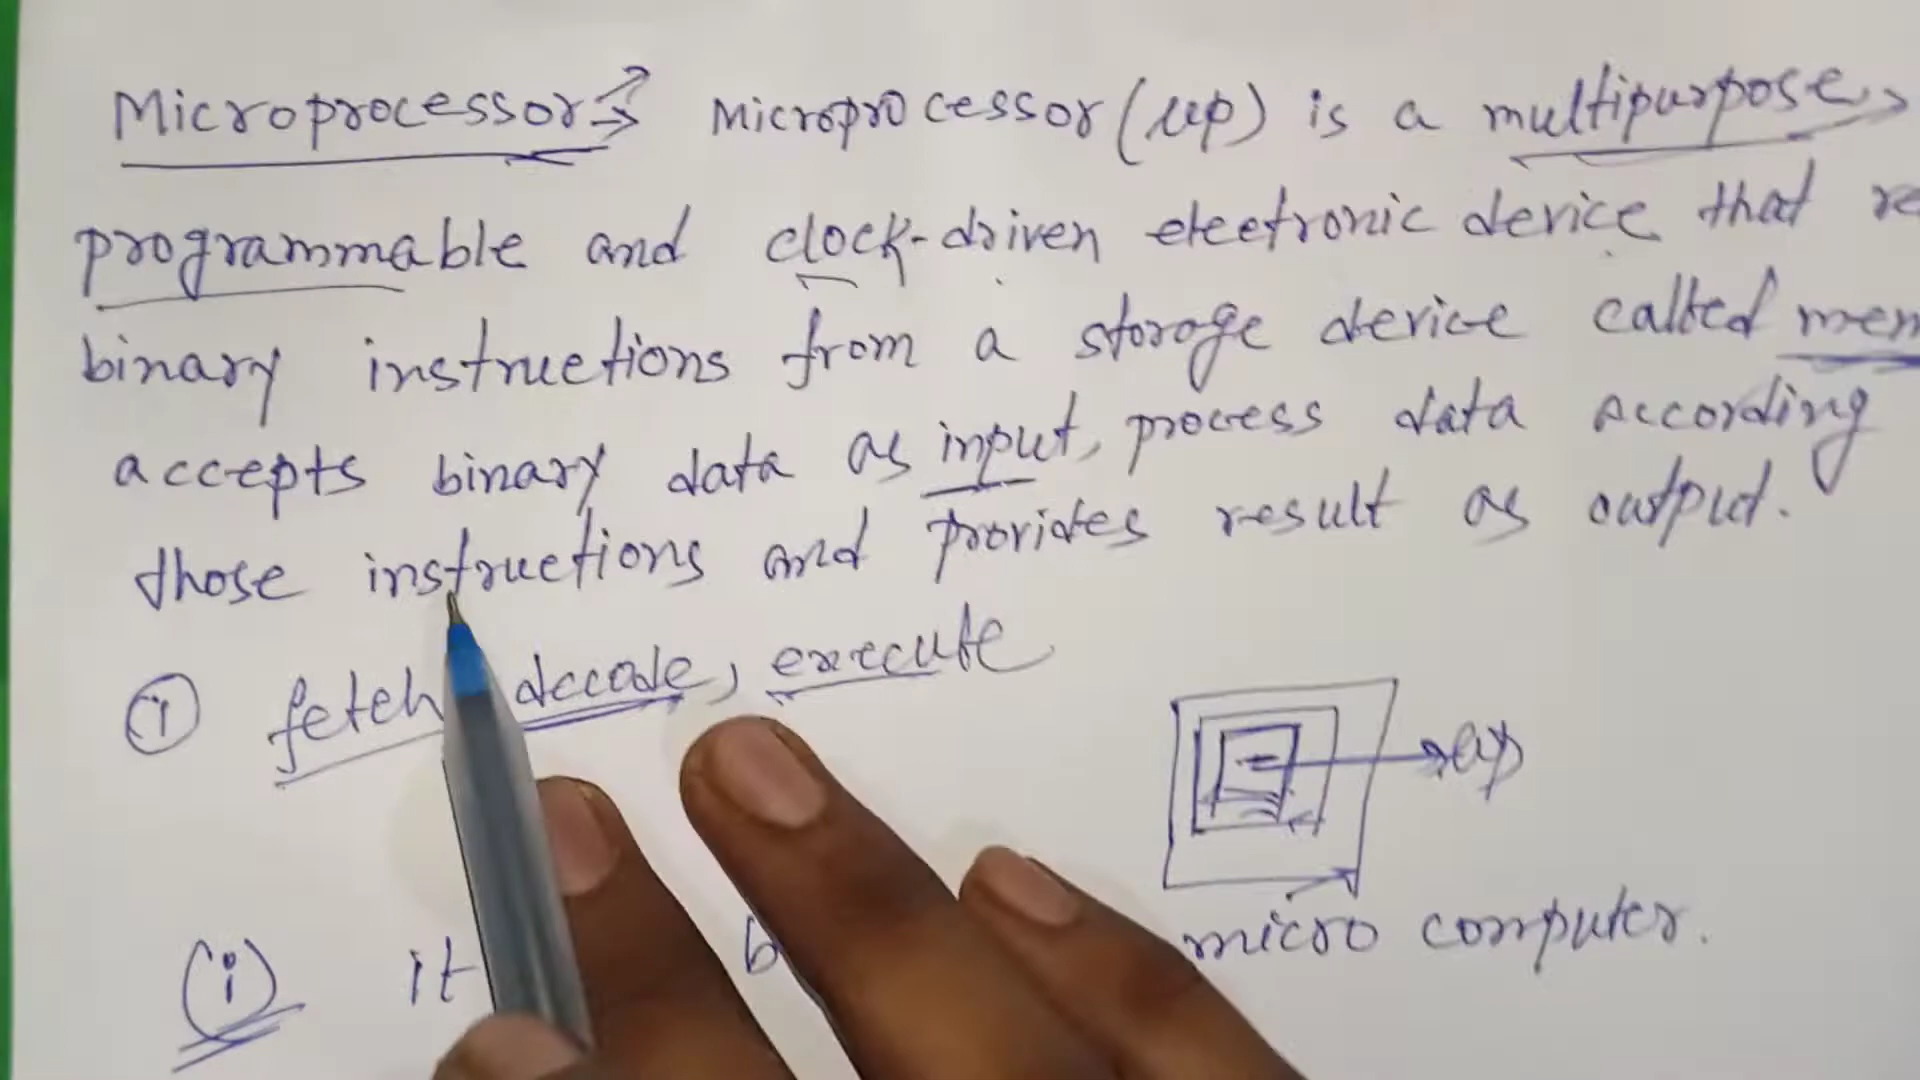 Microprocessor → Microprocessor (μp) is a multipurpose,
programmable and clock-driven electronic device that re
binary instructions from a storage device called mem
accepts binary data as input, process data according
those instructions and provides result as output.
① fetch, decode, execute
μp
(i) it b micro computer.